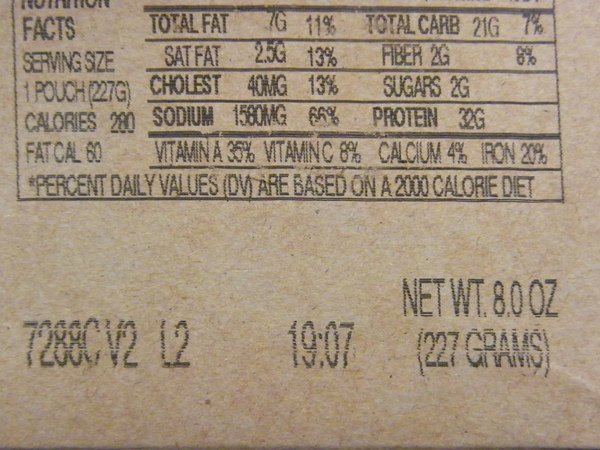 NUTRITION
FACTS TOTAL FAT 7G 11% TOTAL CARB 21G 7%
SERVING SIZE SAT FAT 2.5G 13% FIBER 2G 8%
1 POUCH (227G) CHOLEST 40MG 13% SUGARS 2G
CALORIES 280 SODIUM 1580MG 66% PROTEIN 32G
FAT CAL 60 VITAMIN A 35% VITAMIN C 8% CALCIUM 4% IRON 20%
*PERCENT DAILY VALUES (DV) ARE BASED ON A 2000 CALORIE DIET
NET WT. 8.0 OZ
7288C V2 L2 19:07 (227 GRAMS)